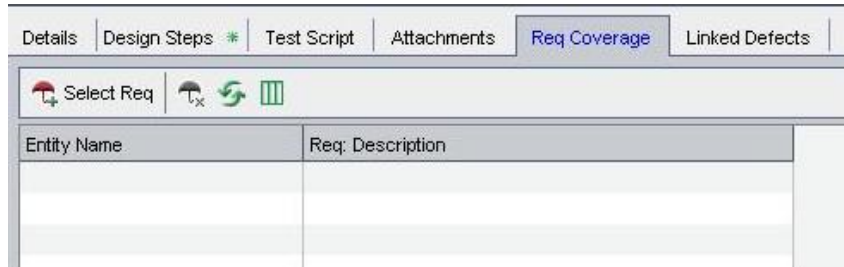 Details Design Steps * Test Script Attachments Req Coverage Linked Defects
Select Req
Entity Name Req: Description